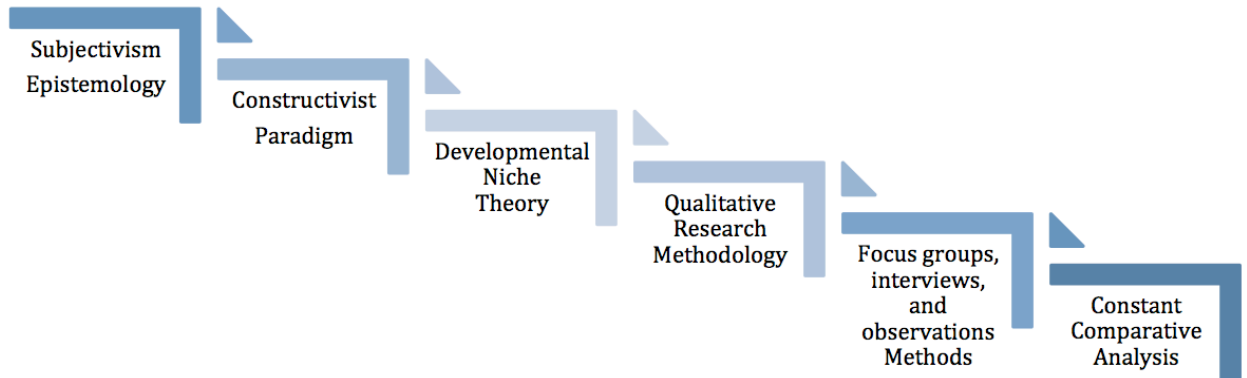 Subjectivism
Epistemology
Constructivist
Paradigm
Developmental
Niche
Theory
Qualitative
Research
Methodology
Focus groups,
interviews,
and
observations
Methods
Constant
Comparative
Analysis